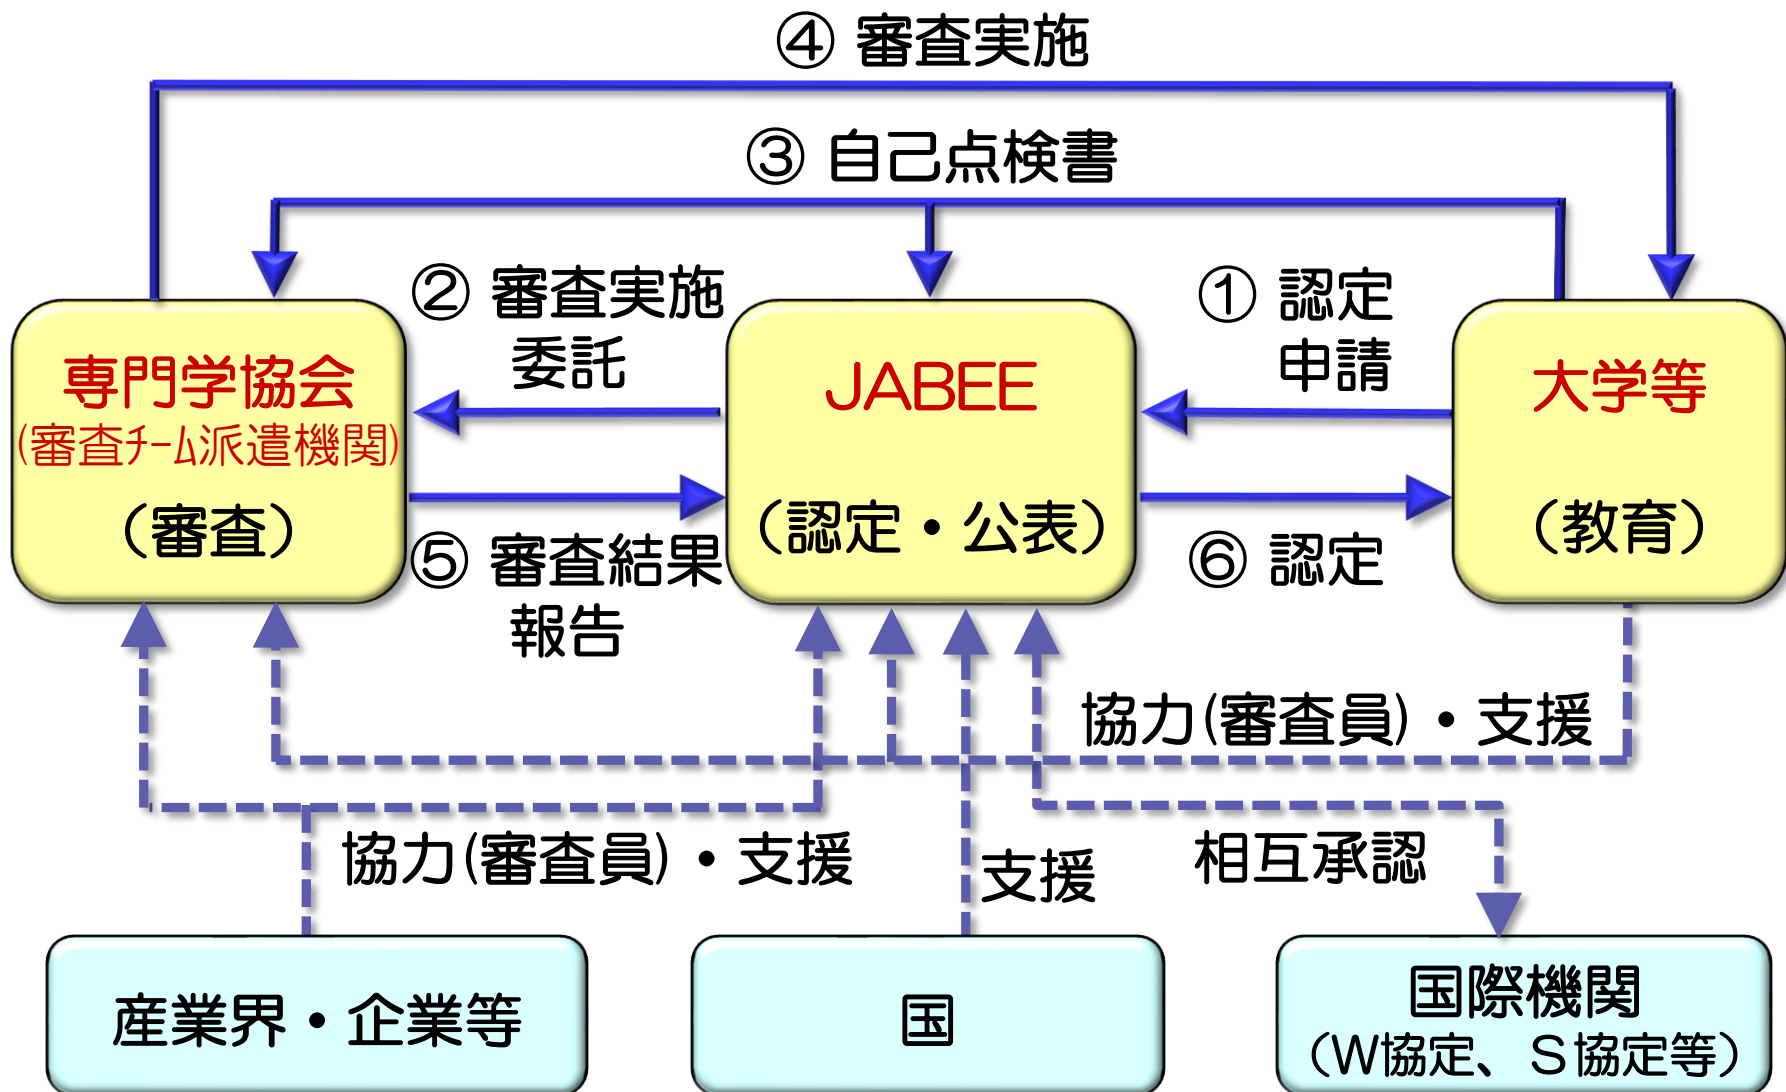 ④ 審査実施
③ 自己点検書
② 審査実施
委託
① 認定
申請
専門学協会
(審査ﾁｰﾑ派遣機関)
(審査)
JABEE
(認定・公表)
大学等
(教育)
⑤ 審査結果
報告
⑥ 認定
協力(審査員)・支援
協力(審査員)・支援
支援
相互承認
産業界・企業等
国
国際機関
(W協定、S協定等)